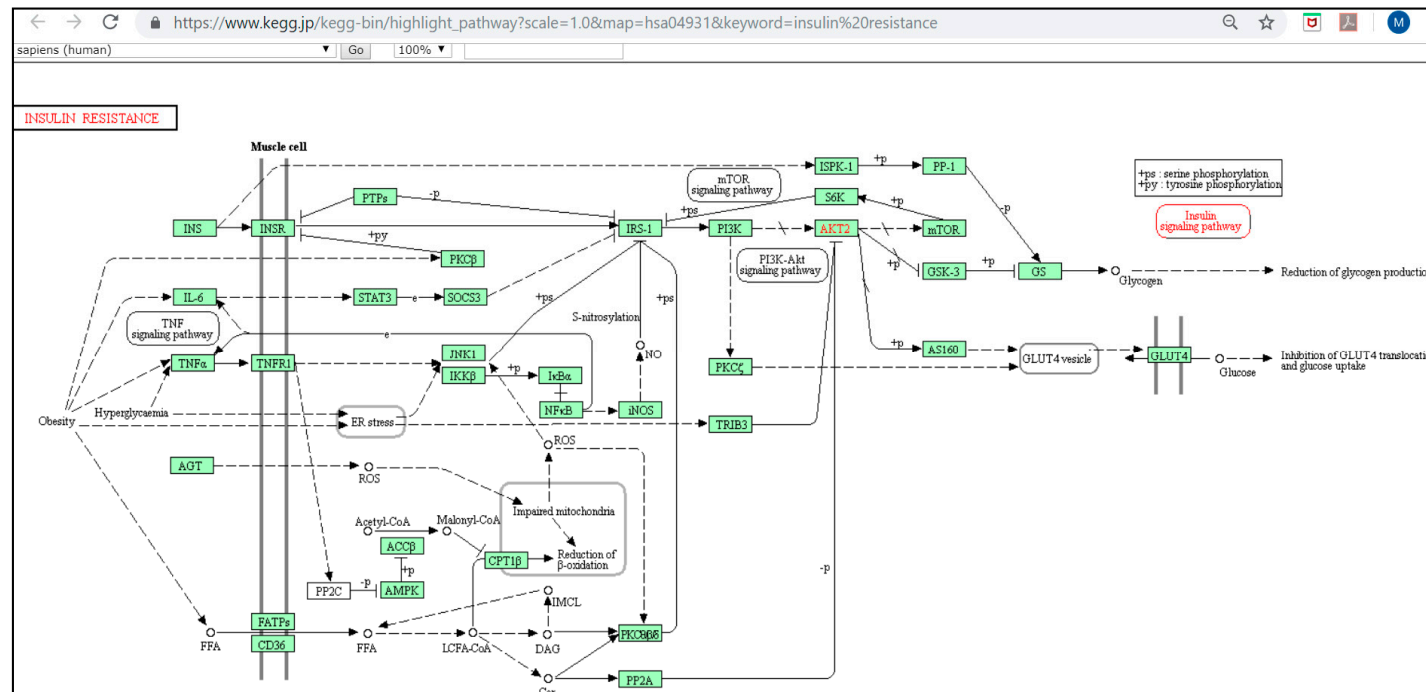 https://www.kegg.jp/kegg-bin/highlight_pathway?scale=1.0&map=hsa04931&keyword=insulin%20resistance
M
sapiens (human)
Go
100%
INSULIN RESISTANCE
Muscle cell
ISPK-1
+p
PP-1
+ps : serine phosphorylation
+py : tyrosine phosphorylation
mTOR
signaling pathway
PTPs
-p
S6K
+p
-p
Insulin
signaling pathway
+ps
INS
INSR
IRS-1
PI3K
AKT2
mTOR
+py
+p
PKCβ
PI3K-Akt
signaling pathway
GSK-3
+p
GS
Glycogen
Reduction of glycogen production
IL-6
STAT3
e
SOCS3
+ps
+ps
TNF
signaling pathway
S-nitrosylation
e
JNK1
NO
+p
AS160
GLUT4 vesicle
GLUT4
Glucose
Inhibition of GLUT4 translocat
and glucose uptake
TNFα
TNFR1
IKKβ
+p
IκBα
PKCζ
Hyperglycaemia
NFκB
iNOS
Obesity
ER stress
TRIB3
ROS
AGT
ROS
Impaired mitochondria
Acetyl-CoA
Malonyl-CoA
ACCβ
CPT1β
Reduction of
β-oxidation
+p
-p
PP2C
-p
AMPK
IMCL
FATPs
CD36
FFA
FFA
LCFA-CoA
DAG
PP2A